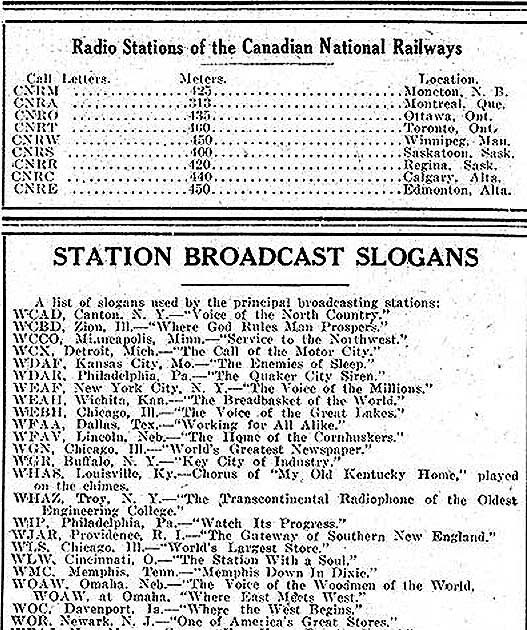 Radio Stations of the Canadian National Railways
Call Letters. Meters. Location.
CNRM ........ 425 ........ Moncton, N. B.
CNRA ........ 313 ........ Montreal, Que.
CNRO ........ 435 ........ Ottawa, Ont.
CNRT ........ 460 ........ Toronto, Ont.
CNRW ........ 450 ........ Winnipeg, Man.
CNRS ........ 400 ........ Saskatoon, Sask.
CNRR ........ 420 ........ Regina, Sask.
CNRC ........ 440 ........ Calgary, Alta.
CNRE ........ 450 ........ Edmonton, Alta.
STATION BROADCAST SLOGANS
A list of slogans used by the principal broadcasting stations:
WCAD, Canton, N. Y.—"Voice of the North Country."
WCBD, Zion, Ill.—"Where God Rules Man Prospers."
WCCO, Minneapolis, Minn.—"Service to the Northwest."
WCX, Detroit, Mich.—"The Call of the Motor City."
WDAF, Kansas City, Mo.—"The Enemies of Sleep."
WDAR, Philadelphia, Pa.—"The Quaker City Siren."
WEAF, New York City, N. Y.—"The Voice of the Millions."
WEAH, Wichita, Kan.—"The Breadbasket of the World."
WEBH, Chicago, Ill.—"The Voice of the Great Lakes."
WFAA, Dallas, Tex.—"Working for All Alike."
WFAV, Lincoln, Neb.—"The Home of the Cornhuskers."
WGN, Chicago, Ill.—"World's Greatest Newspaper."
WGR, Buffalo, N. Y.—"Key City of Industry."
WHAS, Louisville, Ky.—Chorus of "My Old Kentucky Home," played
on the chimes.
WHAZ, Troy, N. Y.—"The Transcontinental Radiophone of the Oldest
Engineering College."
WIP, Philadelphia, Pa.—"Watch Its Progress."
WJAR, Providence, R. I.—"The Gateway of Southern New England."
WLS, Chicago, Ill.—"World's Largest Store."
WLW, Cincinnati, O.—"The Station With a Soul."
WMC, Memphis, Tenn.—"Memphis Down In Dixie."
WOAW, Omaha, Neb.—"The Voice of the Woodmen of the World,
WOAW, at Omaha, "Where East Meets West."
WOC, Davenport, Ia.—"Where the West Begins."
WOR, Newark, N. J.—"One of America's Great Stores."